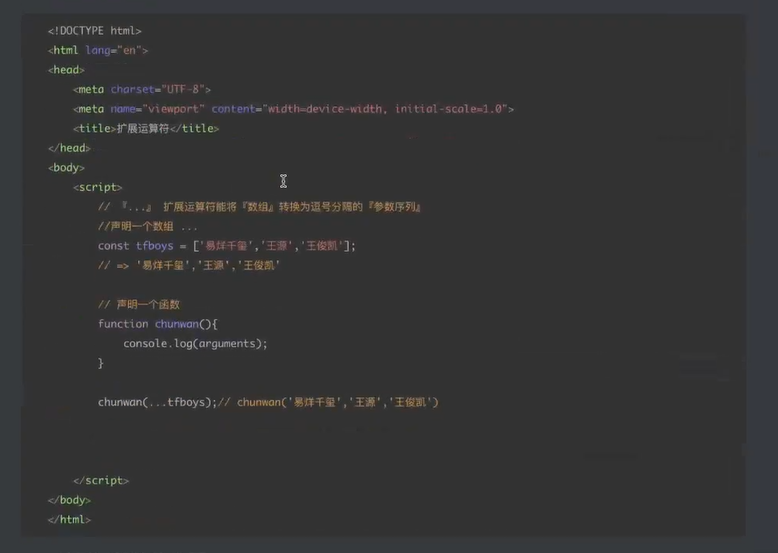 <!DOCTYPE html>
<html lang="en">
<head>
    <meta charset="UTF-8">
    <meta name="viewport" content="width=device-width, initial-scale=1.0">
    <title>扩展运算符</title>
</head>
<body>
    <script>
        // 『...』 扩展运算符能将『数组』转换为逗号分隔的『参数序列』
        //声明一个数组 ...
        const tfboys = ['易烊千玺','王源','王俊凯'];
        // => '易烊千玺','王源','王俊凯'

        // 声明一个函数
        function chunwan(){
            console.log(arguments);
        }

        chunwan(...tfboys);// chunwan('易烊千玺','王源','王俊凯')

    </script>
</body>
</html>